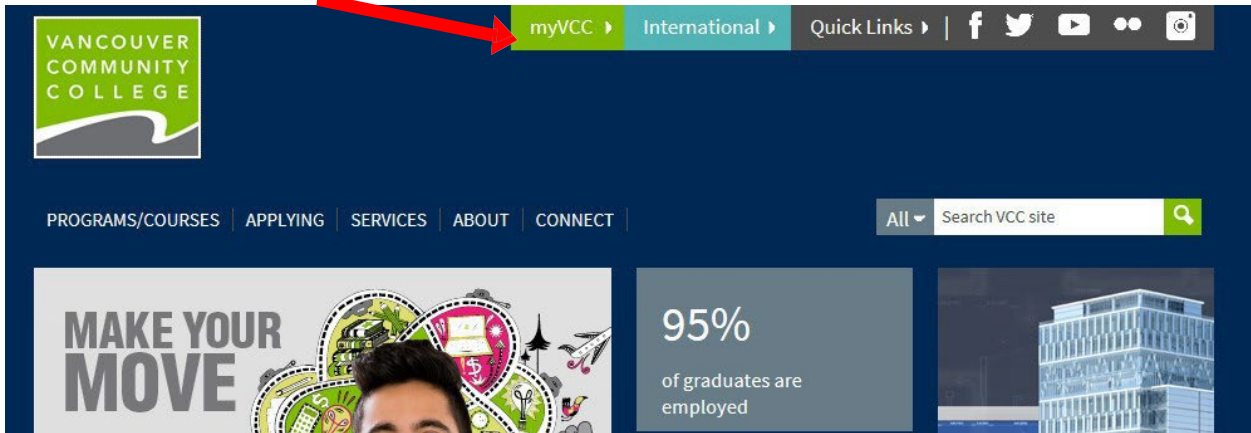 VANCOUVER
COMMUNITY
COLLEGE
myVCC
International
Quick Links |
PROGRAMS/COURSES | APPLYING | SERVICES | ABOUT | CONNECT |
All
Search VCC site
MAKE YOUR
MOVE
95%
of graduates are
employed